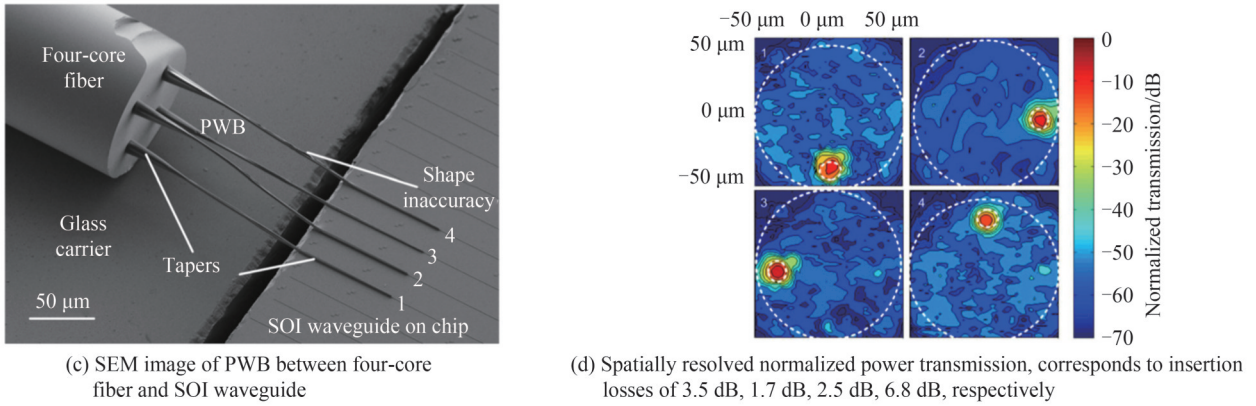 Four-core
fiber
PWB
Shape
inaccuracy
Glass
carrier
Tapers
4
3
2
1
50 μm
SOI waveguide on chip
(c) SEM image of PWB between four-core
fiber and SOI waveguide
−50 μm 0 μm 50 μm
50 μm
0 μm
−50 μm
1
2
3
4
0
−10
−20
−30
−40
−50
−60
−70
Normalized transmission/dB
(d) Spatially resolved normalized power transmission, corresponds to insertion
losses of 3.5 dB, 1.7 dB, 2.5 dB, 6.8 dB, respectively